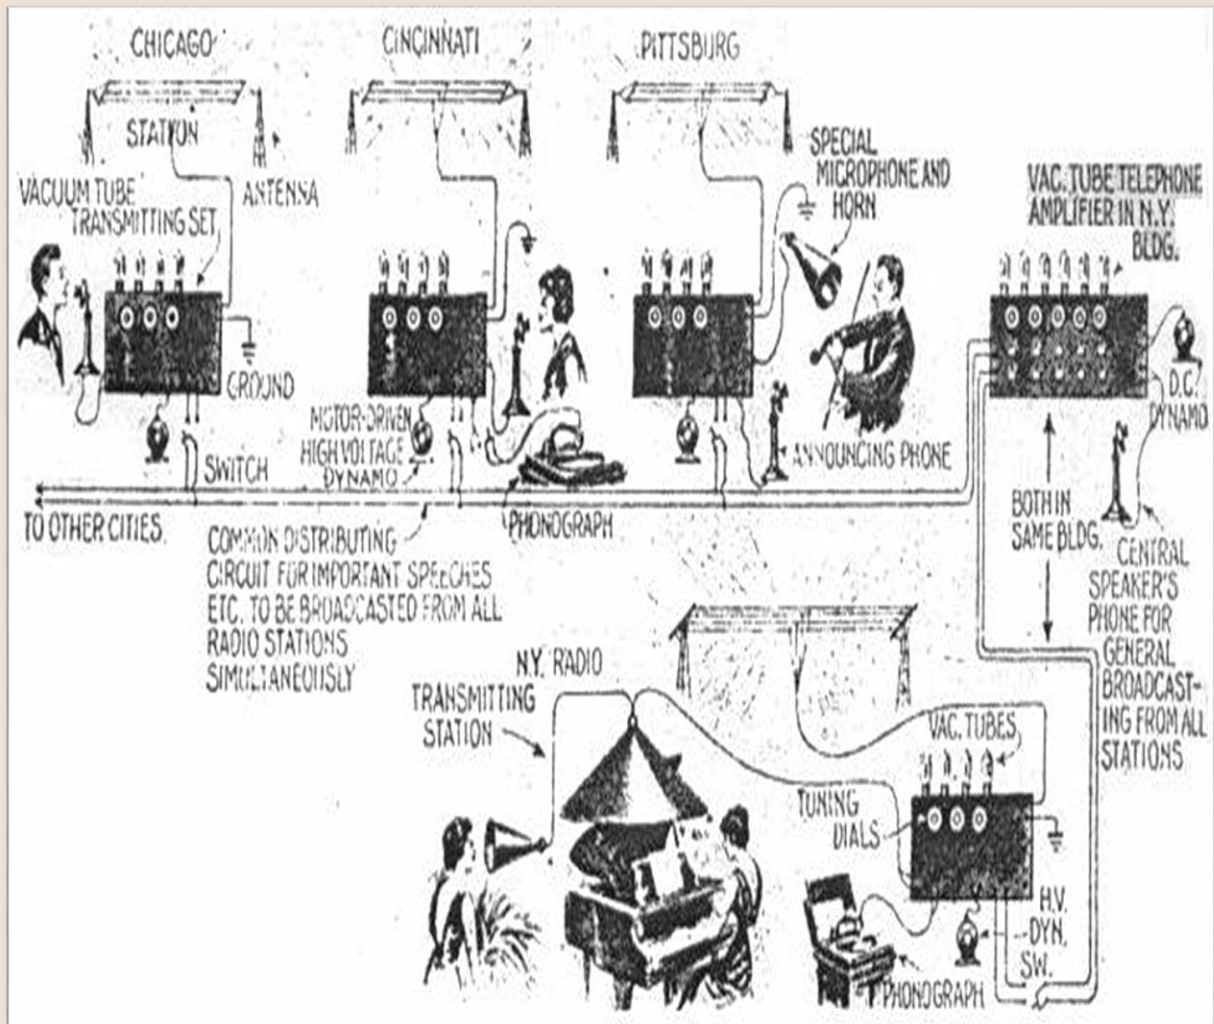 CHICAGO
CINCINNATI
PITTSBURG
STATION
ANTENNA
VACUUM TUBE
TRANSMITTING SET
SPECIAL
MICROPHONE AND
HORN
VAC. TUBE TELEPHONE
AMPLIFIER IN N.Y.
BLDG.
GROUND
MOTOR-DRIVEN
HIGH VOLTAGE
DYNAMO
SWITCH
ANNOUNCING PHONE
D.C.
DYNAMO
TO OTHER CITIES.
PHONOGRAPH
COMMON DISTRIBUTING
CIRCUIT FOR IMPORTANT SPEECHES
ETC. TO BE BROADCASTED FROM ALL
RADIO STATIONS
SIMULTANEOUSLY
BOTH IN
SAME BLDG.
CENTRAL
SPEAKER'S
PHONE FOR
GENERAL
BROADCAST-
ING FROM ALL
STATIONS
N.Y. RADIO
TRANSMITTING
STATION
VAC. TUBES
TUNING
DIALS
H.V.
DYN.
SW.
PHONOGRAPH